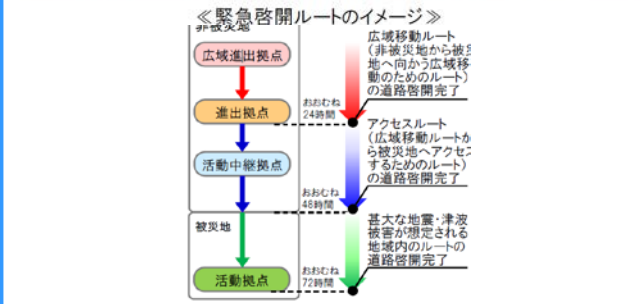 ≪緊急啓開ルートのイメージ≫
非被災地
広域進出拠点
進出拠点
活動中継拠点
被災地
活動拠点
おおむね
24時間
おおむね
48時間
おおむね
72時間
広域移動ルート
（非被災地から被災
地へ向かう広域移
動のためのルート）
の道路啓開完了
アクセスルート
（広域移動ルートか
ら被災地へアクセス
するためのルート）
の道路啓開完了
甚大な地震・津波
被害が想定される
地域内のルートの
道路啓開完了